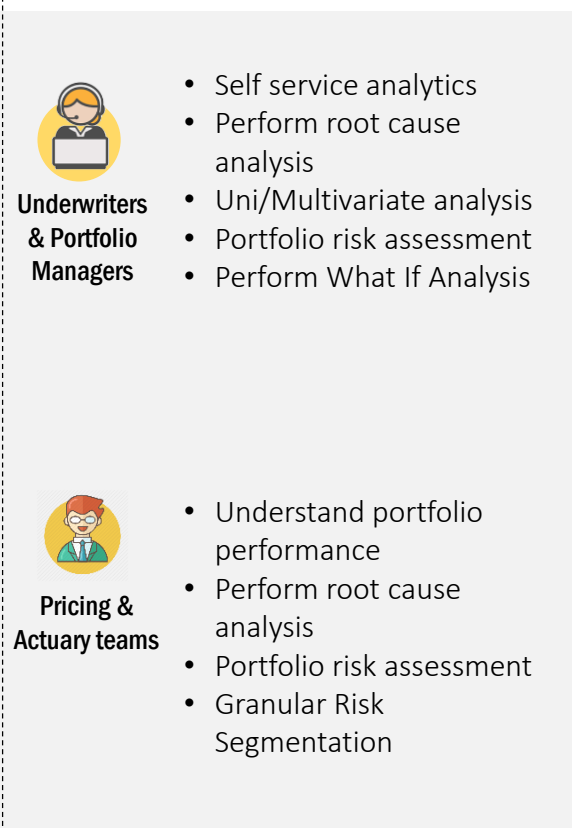 Underwriters
& Portfolio
Managers
• Self service analytics
• Perform root cause
analysis
• Uni/Multivariate analysis
• Portfolio risk assessment
• Perform What If Analysis
Pricing &
Actuary teams
• Understand portfolio
performance
• Perform root cause
analysis
• Portfolio risk assessment
• Granular Risk
Segmentation